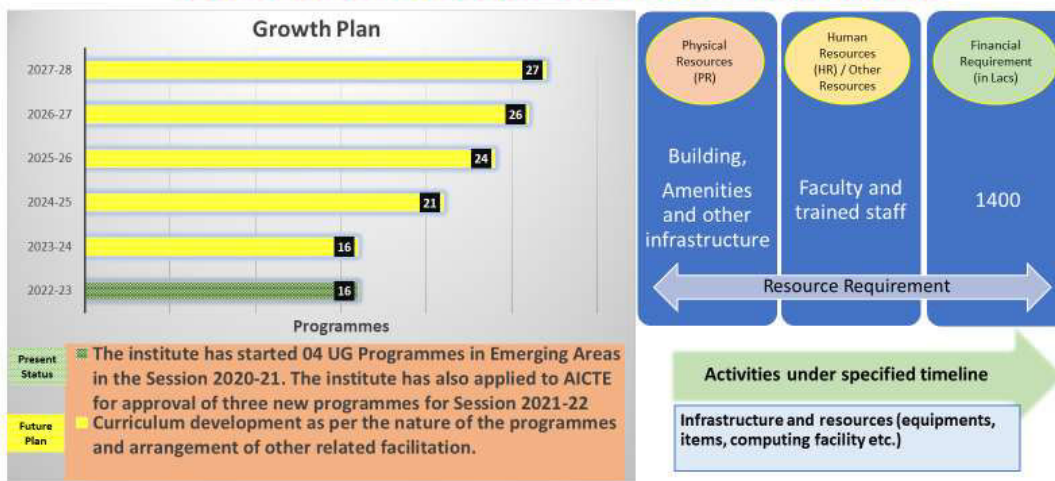 Growth Plan
2027-28
27
2026-27
26
2025-26
24
2024-25
21
2023-24
16
2022-23
16
Programmes
Present
Status
The institute has started 04 UG Programmes in Emerging Areas
in the Session 2020-21. The institute has also applied to AICTE
for approval of three new programmes for Session 2021-22
Future
Plan
Curriculum development as per the nature of the programmes
and arrangement of other related facilitation.
Physical
Resources
(PR)
Building,
Amenities
and other
infrastructure
Human
Resources
(HR) / Other
Resources
Faculty and
trained staff
Financial
Requirement
(in Lacs)
1400
Resource Requirement
Activities under specified timeline
Infrastructure and resources (equipments,
items, computing facility etc.)